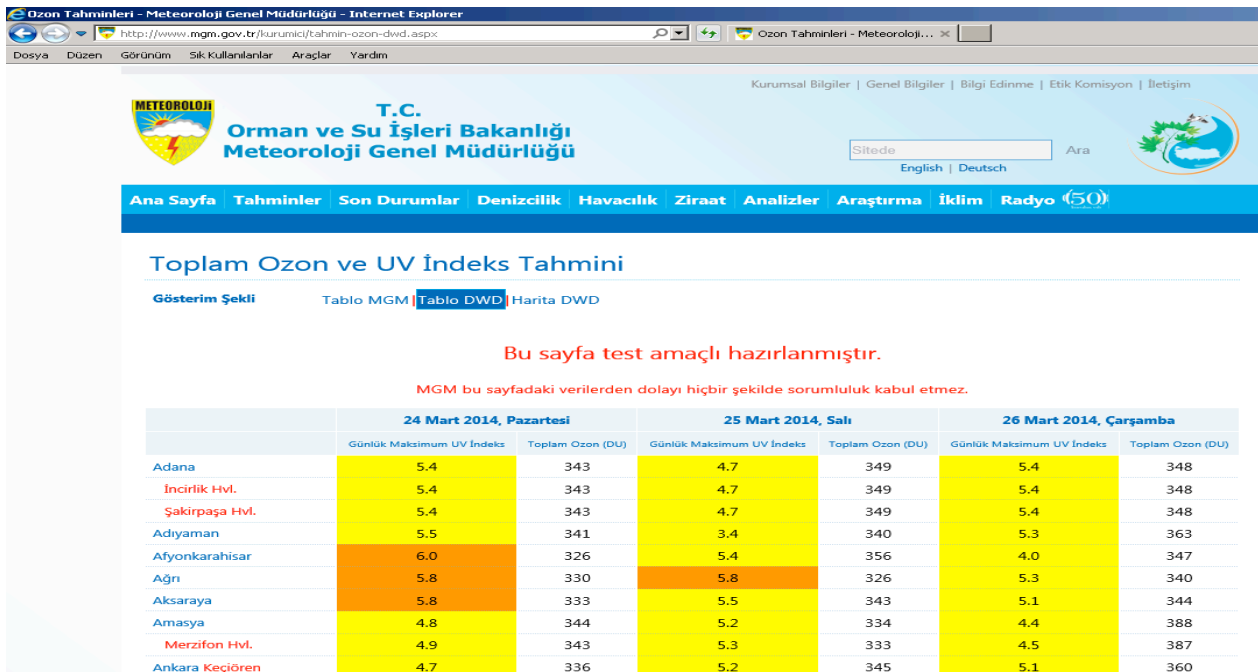 Ozon Tahminleri - Meteoroloji Genel Müdürlüğü - Internet Explorer
http://www.mgm.gov.tr/kurumici/tahmin-ozon-dwd.aspx Ozon Tahminleri - Meteoroloji...
Dosya Düzen Görünüm Sık Kullanılanlar Araçlar Yardım
Kurumsal Bilgiler | Genel Bilgiler | Bilgi Edinme | Etik Komisyon | İletişim
METEOROLOJİ
T.C.
Orman ve Su İşleri Bakanlığı
Meteoroloji Genel Müdürlüğü
Sitede Ara
English | Deutsch
Ana Sayfa Tahminler Son Durumlar Denizcilik Havacılık Ziraat Analizler Araştırma İklim Radyo 50
Toplam Ozon ve UV İndeks Tahmini
Gösterim Şekli Tablo MGM | Tablo DWD | Harita DWD
Bu sayfa test amaçlı hazırlanmıştır.
MGM bu sayfadaki verilerden dolayı hiçbir şekilde sorumluluk kabul etmez.
24 Mart 2014, Pazartesi 25 Mart 2014, Salı 26 Mart 2014, Çarşamba
Günlük Maksimum UV İndeks Toplam Ozon (DU) Günlük Maksimum UV İndeks Toplam Ozon (DU) Günlük Maksimum UV İndeks Toplam Ozon (DU)
Adana 5.4 343 4.7 349 5.4 348
İncirlik Hvl. 5.4 343 4.7 349 5.4 348
Şakirpaşa Hvl. 5.4 343 4.7 349 5.4 348
Adıyaman 5.5 341 3.4 340 5.3 363
Afyonkarahisar 6.0 326 5.4 356 4.0 347
Ağrı 5.8 330 5.8 326 5.3 340
Aksaraya 5.8 333 5.5 343 5.1 344
Amasya 4.8 344 5.2 334 4.4 388
Merzifon Hvl. 4.9 343 5.3 333 4.5 387
Ankara Keçiören 4.7 336 5.2 345 5.1 360